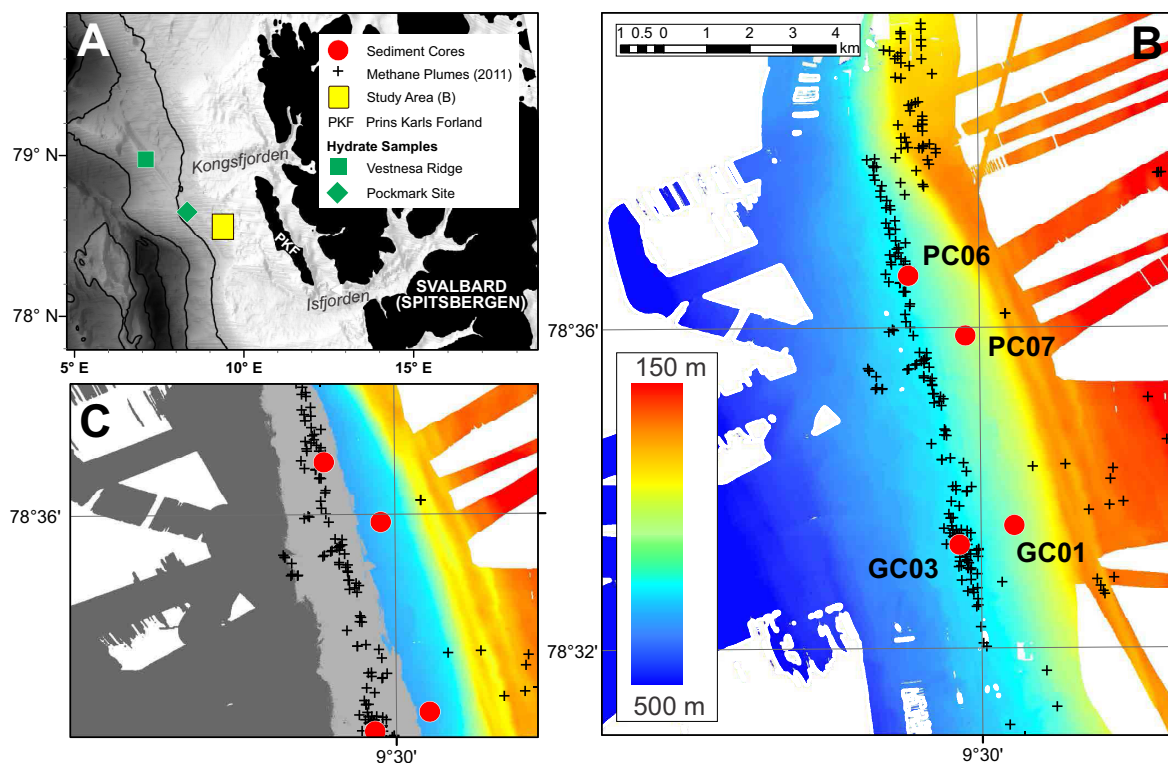 A
Sediment Cores
Methane Plumes (2011)
Study Area (B)
PKF Prins Karls Forland
Hydrate Samples
Vestnesa Ridge
Pockmark Site
79° N
78° N
Kongsfjorden
PKF
Isfjorden
SVALBARD
(SPITSBERGEN)
5°
10°
15°
C
78°36'
9°30'
B
1 0.5 0 1 2 3 4
km
PC06
PC07
GC03
GC01
78°36'
78°32'
9°30'
150 m
500 m